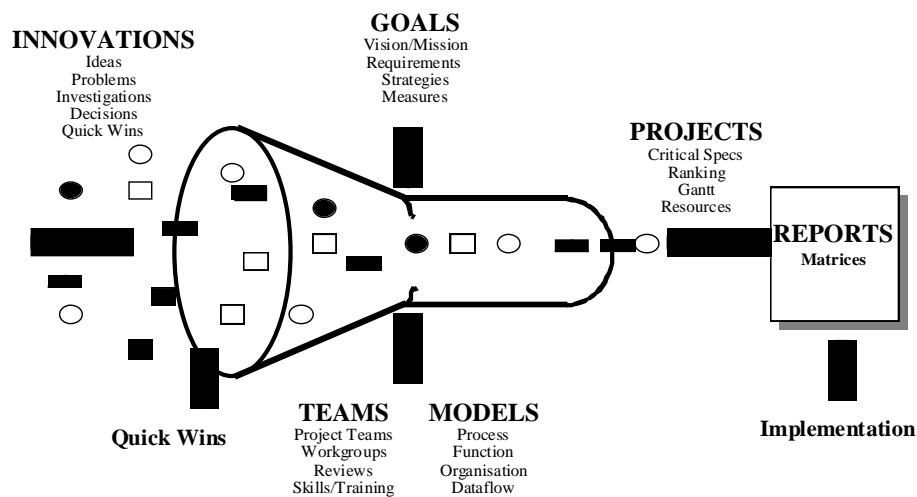 INNOVATIONS
Ideas
Problems
Investigations
Decisions
Quick Wins
GOALS
Vision/Mission
Requirements
Strategies
Measures
PROJECTS
Critical Specs
Ranking
Gantt
Resources
REPORTS
Matrices
Quick Wins
TEAMS
Project Teams
Workgroups
Reviews
Skills/Training
MODELS
Process
Function
Organisation
Dataflow
Implementation